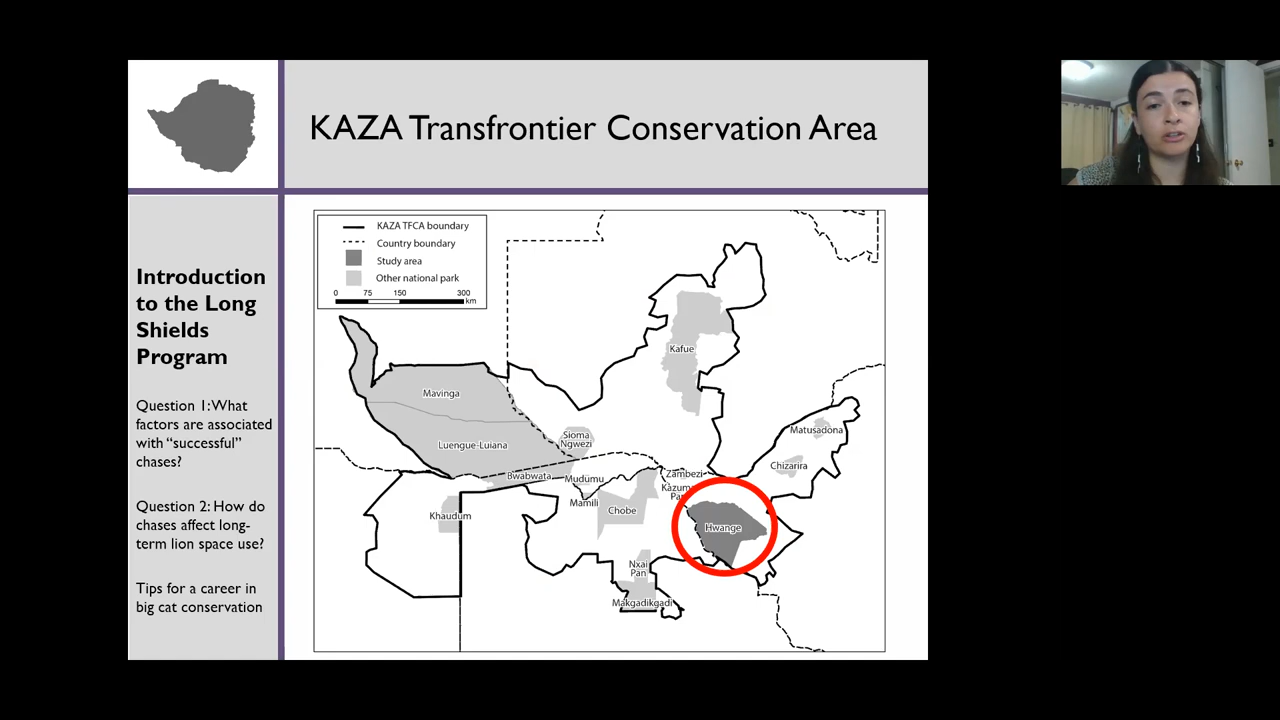 KAZA Transfrontier Conservation Area
Introduction
to the Long
Shields
Program
Question 1: What
factors are associated
with “successful”
chases?
Question 2: How do
chases affect long-
term lion space use?
Tips for a career in
big cat conservation
KAZA TFCA boundary
Country boundary
Study area
Other national park
0 75 150 300
km
Kafue
Mavinga
Luengue-Luiana
Sioma
Ngwezi
Matusadona
Chizarira
Bwabwata
Mudumu
Zambezi
Kazuma
Pan
Mamili
Chobe
Khaudum
Hwange
Nxai
Pan
Makgadikgadi